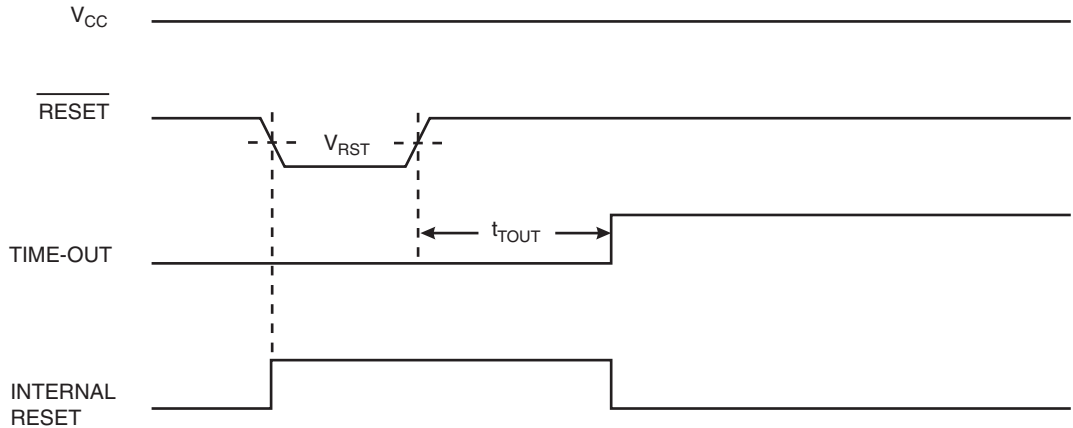 VCC
RESET
VRST
tTOUT
TIME-OUT
INTERNAL
RESET